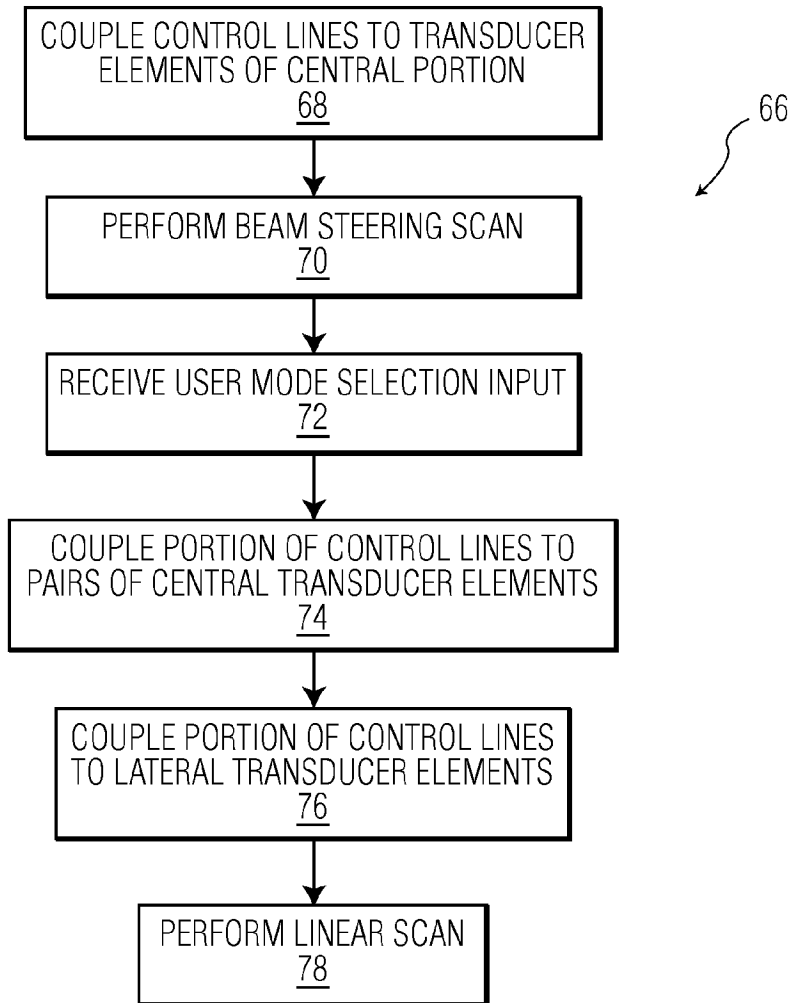 COUPLE CONTROL LINES TO TRANSDUCER
ELEMENTS OF CENTRAL PORTION
68
66
PERFORM BEAM STEERING SCAN
70
RECEIVE USER MODE SELECTION INPUT
72
COUPLE PORTION OF CONTROL LINES TO
PAIRS OF CENTRAL TRANSDUCER ELEMENTS
74
COUPLE PORTION OF CONTROL LINES
TO LATERAL TRANSDUCER ELEMENTS
76
PERFORM LINEAR SCAN
78